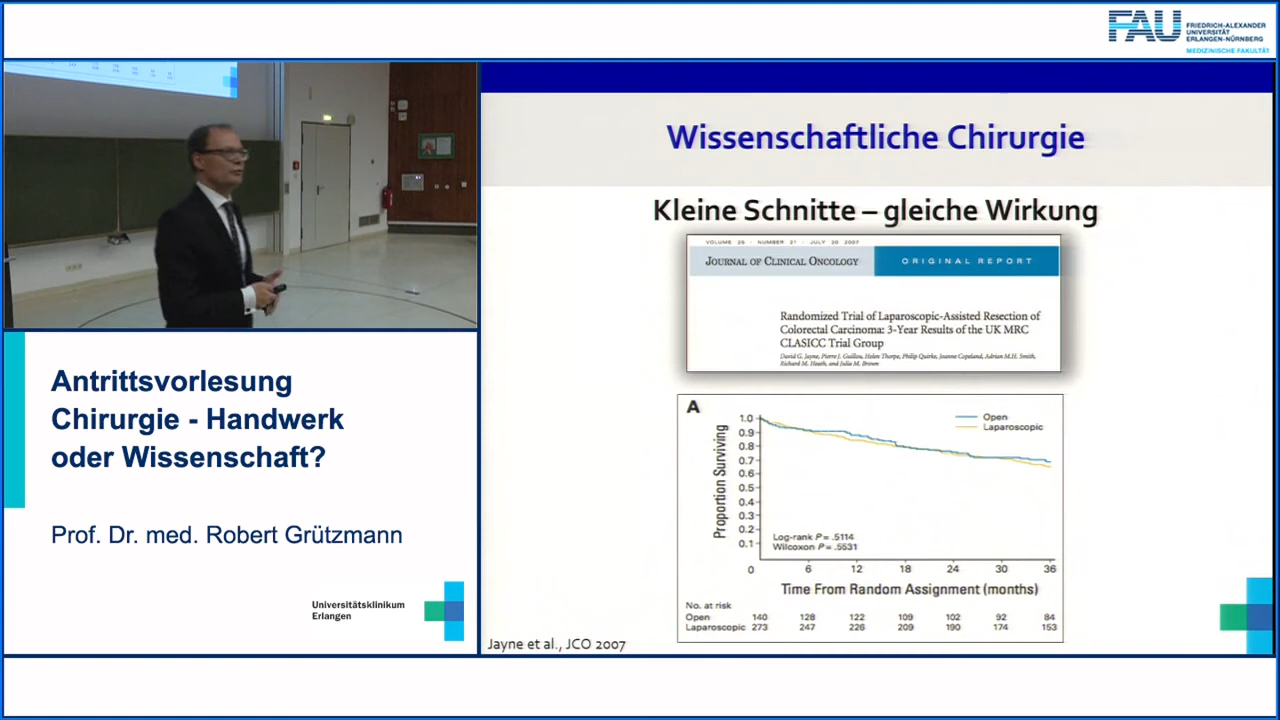 FAU
FRIEDRICH-ALEXANDER
UNIVERSITÄT
ERLANGEN-NÜRNBERG
MEDIZINISCHE FAKULTÄT
Wissenschaftliche Chirurgie
Kleine Schnitte – gleiche Wirkung
VOLUME 25 · NUMBER 21 · JULY 20 2007
JOURNAL OF CLINICAL ONCOLOGY
ORIGINAL REPORT
Randomized Trial of Laparoscopic-Assisted Resection of
Colorectal Carcinoma: 3-Year Results of the UK MRC
CLASICC Trial Group
David G. Jayne, Pierre J. Guillou, Helen Thorpe, Philip Quirke, Joanne Copeland, Adrian M.H. Smith,
Richard M. Heath, and Julia M. Brown
A
Open
Laparoscopic
Proportion Surviving
1.0
0.9
0.8
0.7
0.6
0.5
0.4
0.3
0.2
0.1
Log-rank P = .5114
Wilcoxon P = .5531
0 6 12 18 24 30 36
Time From Random Assignment (months)
No. at risk
Open 140 128 122 109 102 92 84
Laparoscopic 273 247 226 209 190 174 153
Jayne et al., JCO 2007
Antrittsvorlesung
Chirurgie - Handwerk
oder Wissenschaft?
Prof. Dr. med. Robert Grützmann
Universitätsklinikum
Erlangen